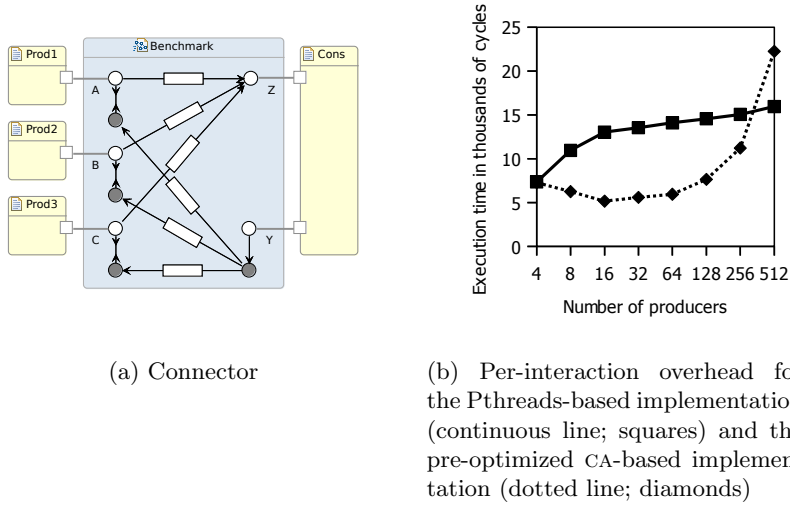 Prod1
Benchmark
Cons
A
Z
Prod2
B
Prod3
C
Y
Execution time in thousands of cycles
25
20
15
10
5
0
4 8 16 32 64 128 256 512
Number of producers
(a) Connector
(b) Per-interaction overhead fo
the Pthreads-based implementatio
(continuous line; squares) and th
pre-optimized CA-based implemen
tation (dotted line; diamonds)